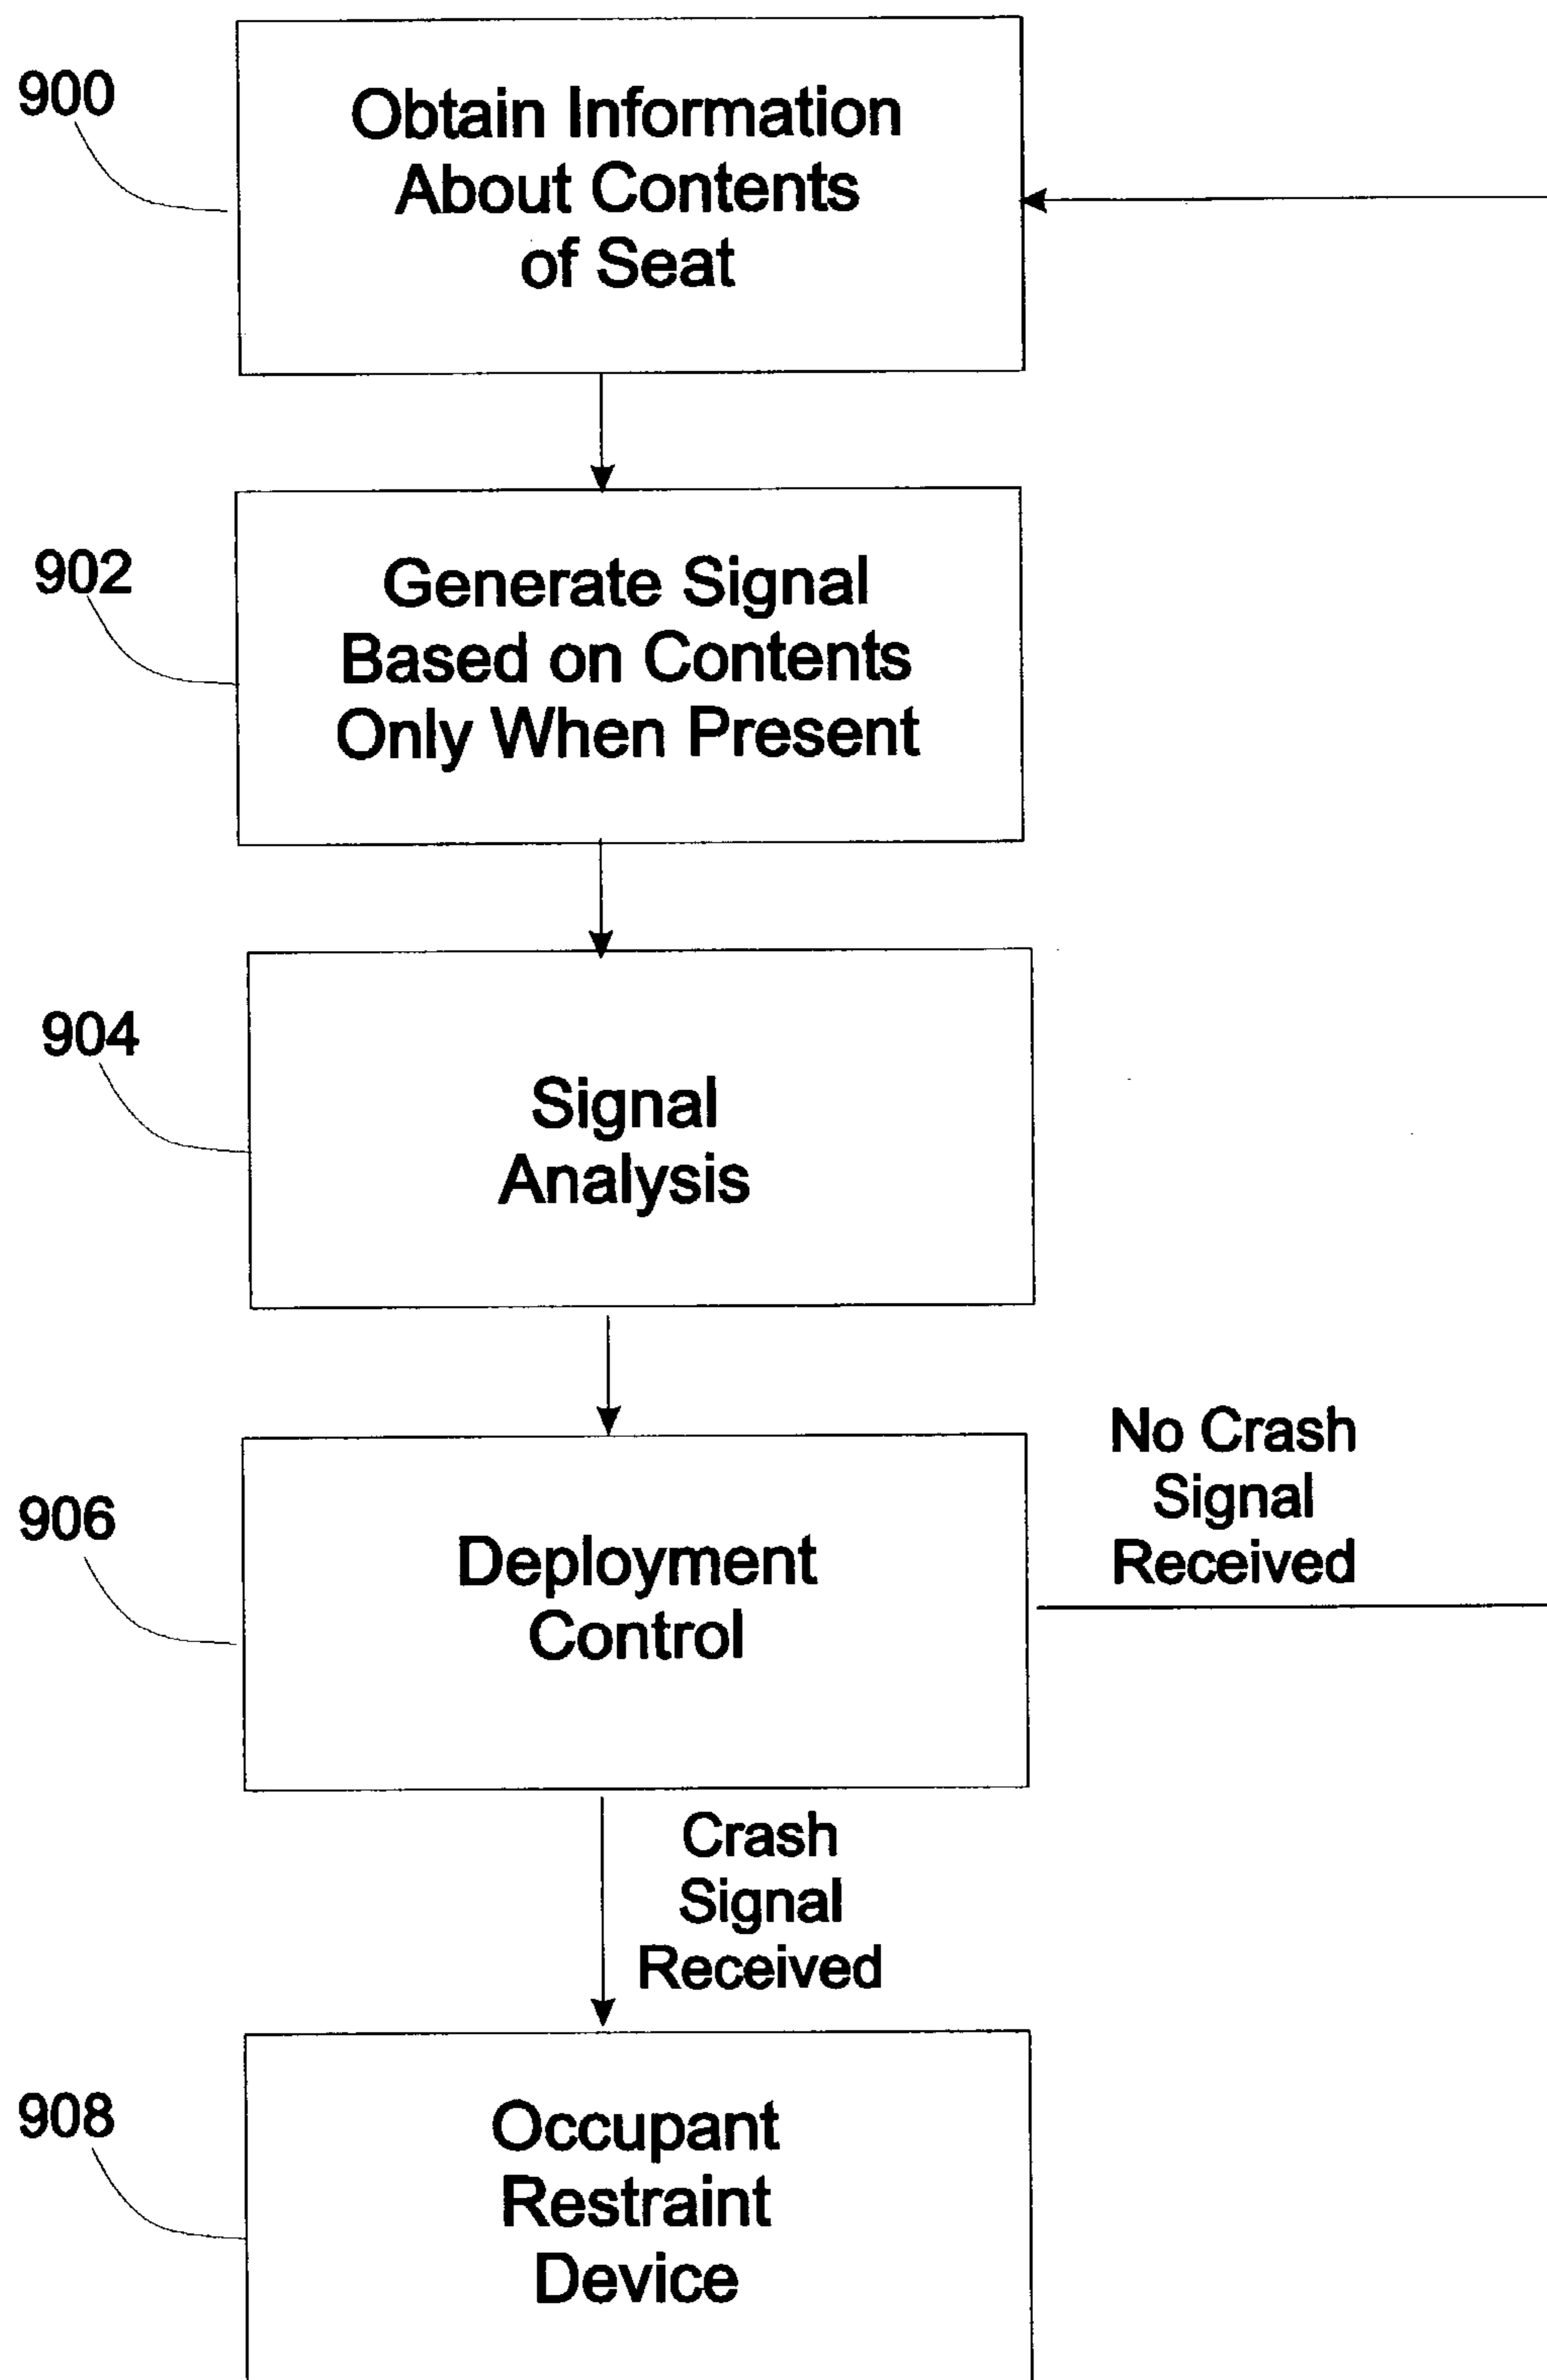 900
Obtain Information
About Contents
of Seat
902
Generate Signal
Based on Contents
Only When Present
904
Signal
Analysis
906
Deployment
Control
No Crash
Signal
Received
Crash
Signal
Received
908
Occupant
Restraint
Device